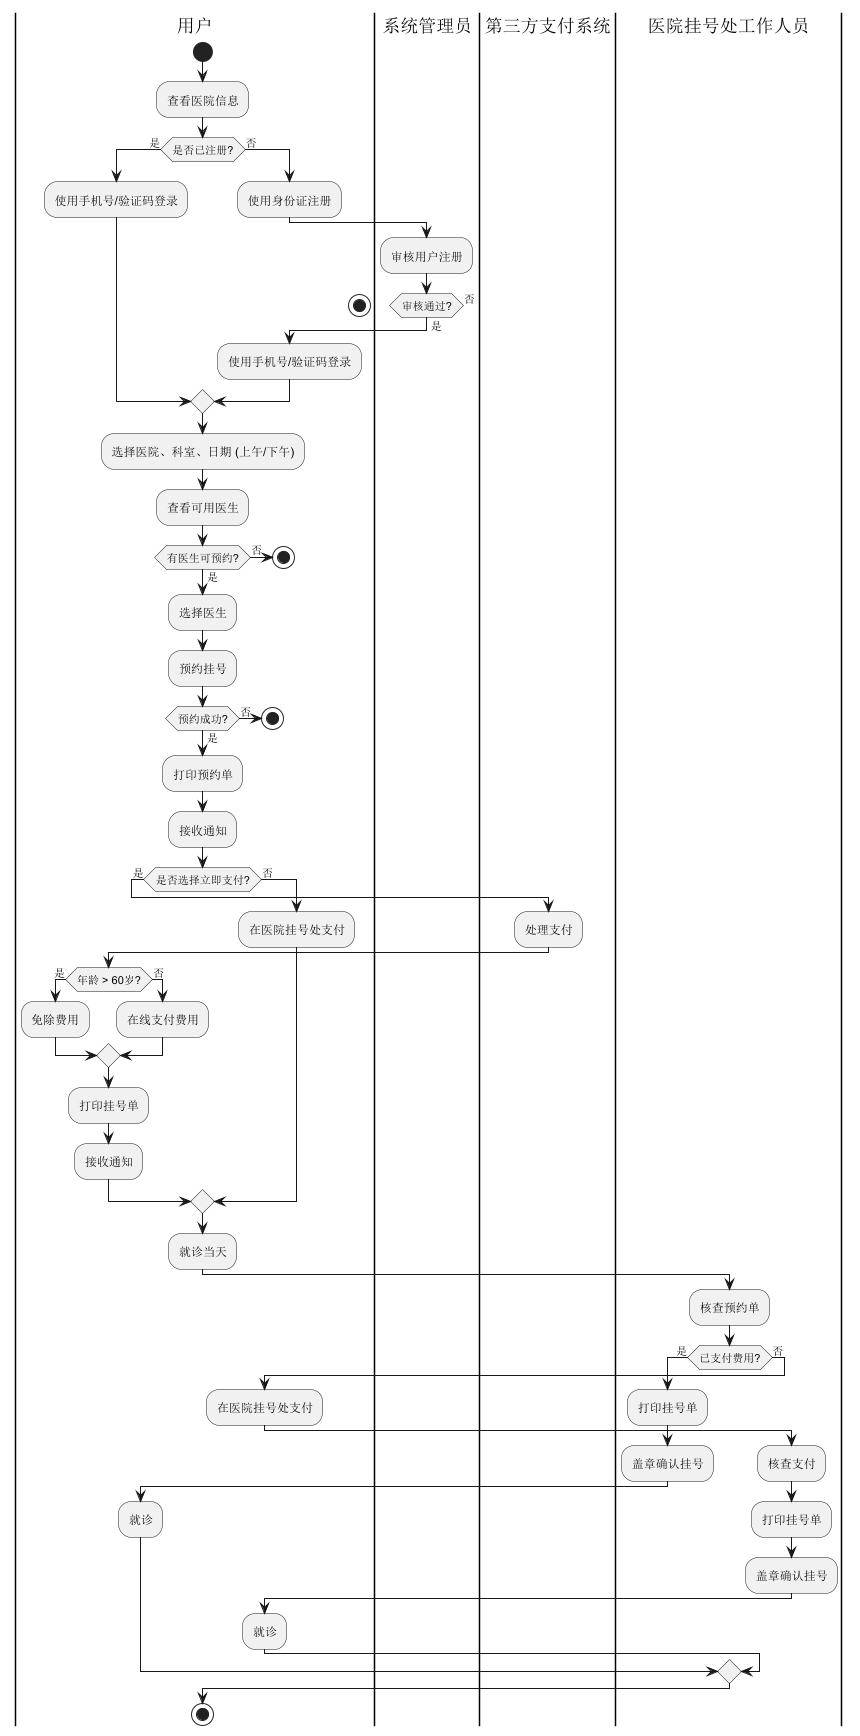 用户
系统管理员
第三方支付系统
医院挂号处工作人员
查看医院信息
是
是否已注册?
否
使用手机号/验证码登录
使用身份证注册
审核用户注册
审核通过?
否
是
使用手机号/验证码登录
选择医院、科室、日期 (上午/下午)
查看可用医生
有医生可预约?
否
是
选择医生
预约挂号
预约成功?
否
是
打印预约单
接收通知
是
是否选择立即支付?
否
在医院挂号处支付
处理支付
是
年龄 > 60岁?
否
免除费用
在线支付费用
打印挂号单
接收通知
就诊当天
核查预约单
是
已支付费用?
否
在医院挂号处支付
打印挂号单
盖章确认挂号
核查支付
就诊
打印挂号单
盖章确认挂号
就诊